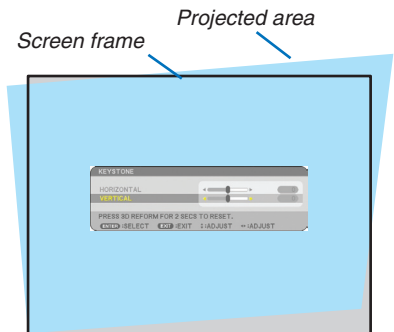 Projected area
Screen frame
KEYSTONE
HORIZONTAL
VERTICAL
PRESS 3D REFORM FOR 2 SECS TO RESET.
ENTER :SELECT EXIT :EXIT ↕:ADJUST ↔:ADJUST